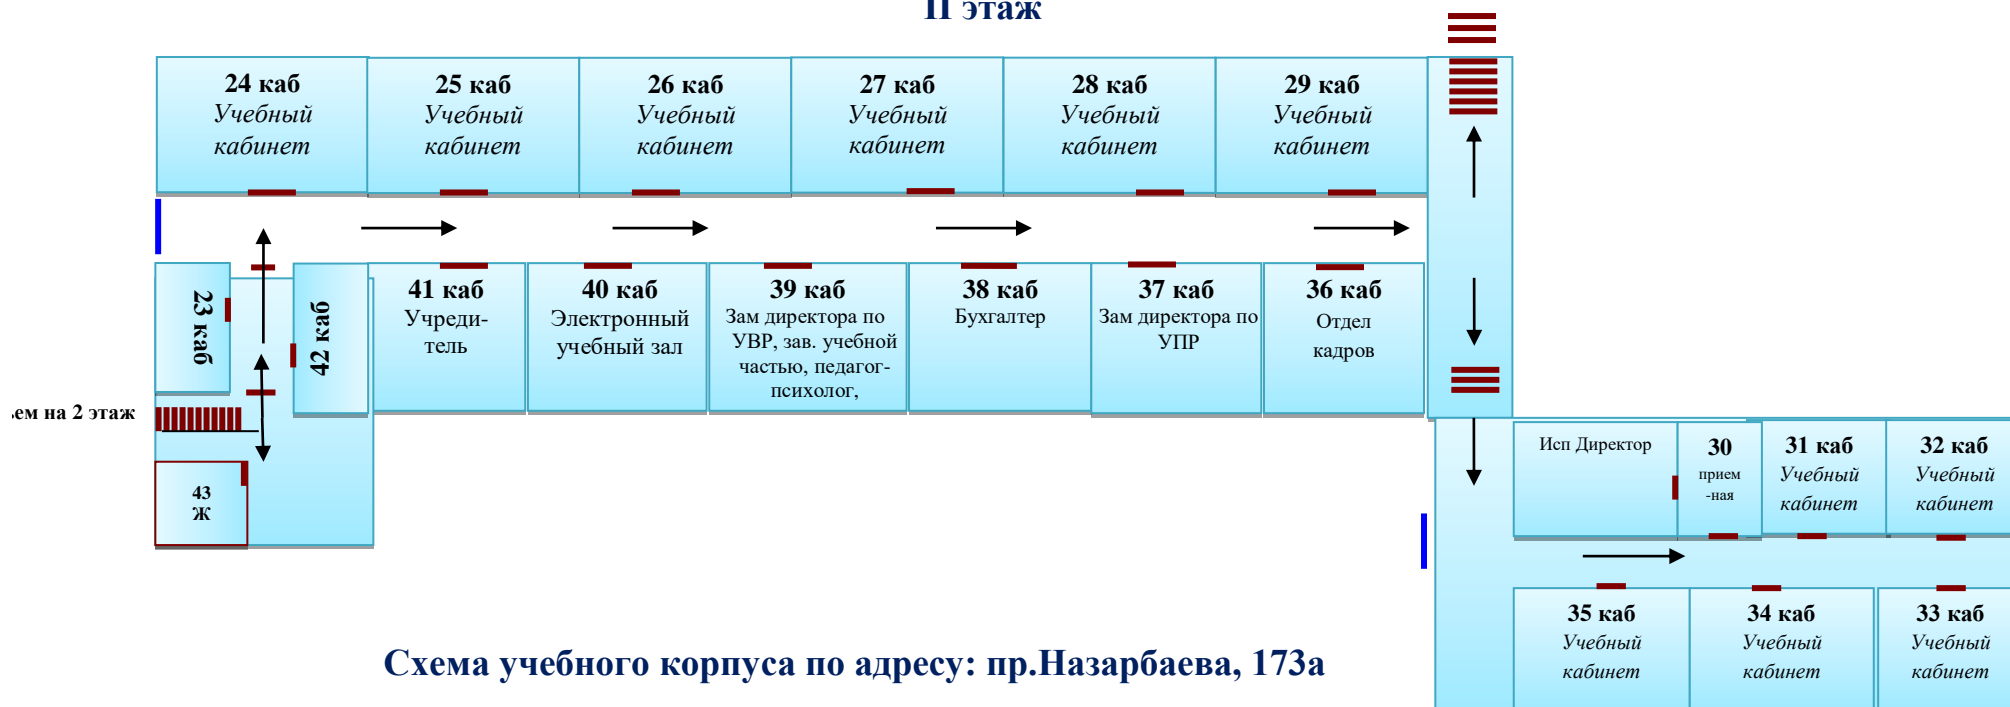 II этаж
24 каб
Учебный
кабинет
25 каб
Учебный
кабинет
26 каб
Учебный
кабинет
27 каб
Учебный
кабинет
28 каб
Учебный
кабинет
29 каб
Учебный
кабинет
23 каб
42 каб
41 каб
Учреди-
тель
40 каб
Электронный
учебный зал
39 каб
Зам директора по
УВР, зав. учебной
частью, педагог-
психолог,
38 каб
Бухгалтер
37 каб
Зам директора по
УПР
36 каб
Отдел
кадров
ем на 2 этаж
43
Ж
Исп Директор
30
прием
-ная
31 каб
Учебный
кабинет
32 каб
Учебный
кабинет
35 каб
Учебный
кабинет
34 каб
Учебный
кабинет
33 каб
Учебный
кабинет
Схема учебного корпуса по адресу: пр.Назарбаева, 173а